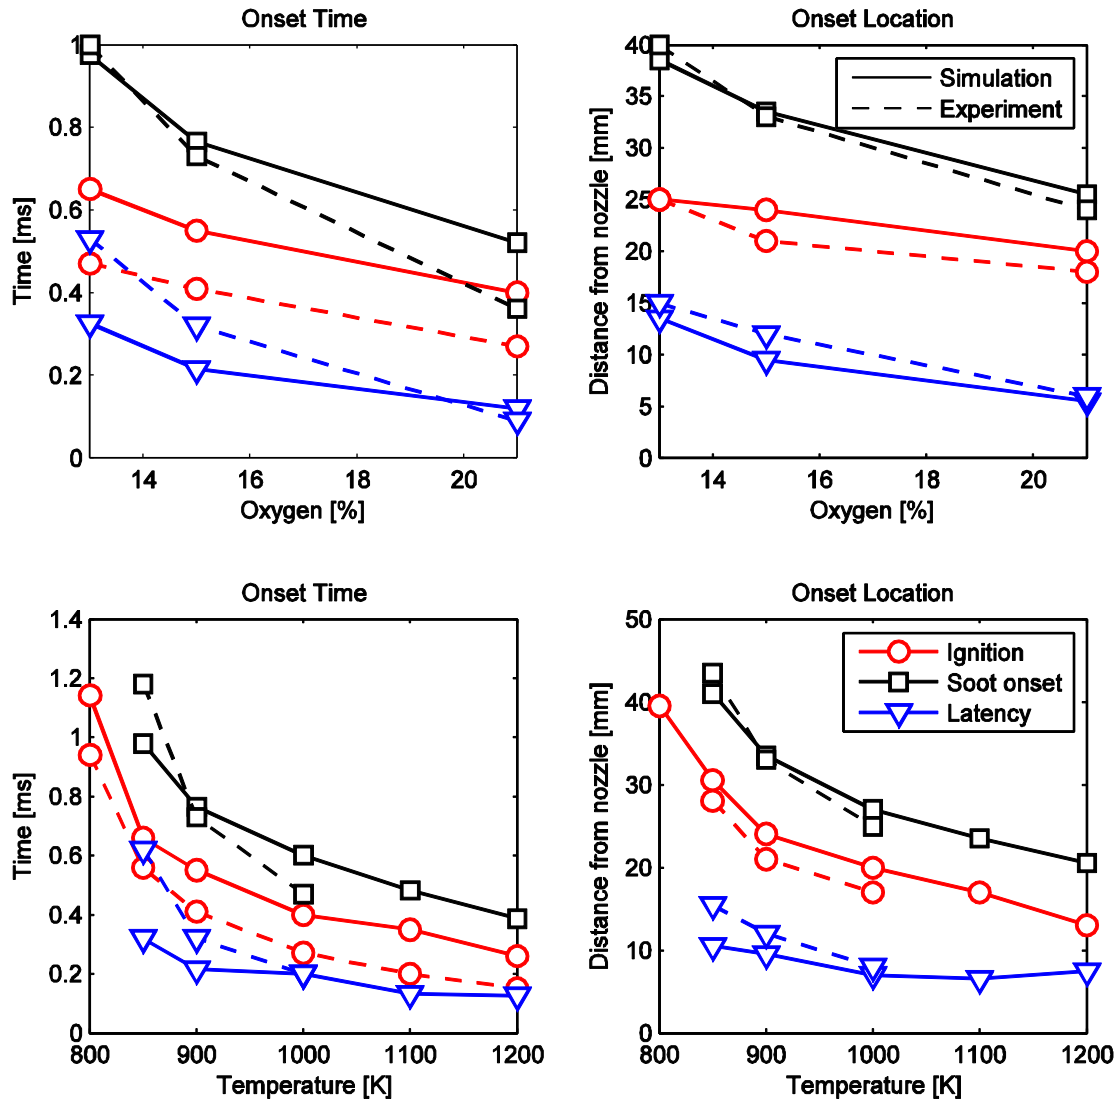 Onset Time
1
0.8
0.6
0.4
0.2
0
Time [ms]
14 16 18 20
Oxygen [%]
Onset Location
Simulation
Experiment
40
35
30
25
20
15
10
5
0
Distance from nozzle [mm]
14 16 18 20
Oxygen [%]
Onset Time
1.4
1.2
1
0.8
0.6
0.4
0.2
0
Time [ms]
800 900 1000 1100 1200
Temperature [K]
Onset Location
Ignition
Soot onset
Latency
50
40
30
20
10
0
Distance from nozzle [mm]
800 900 1000 1100 1200
Temperature [K]